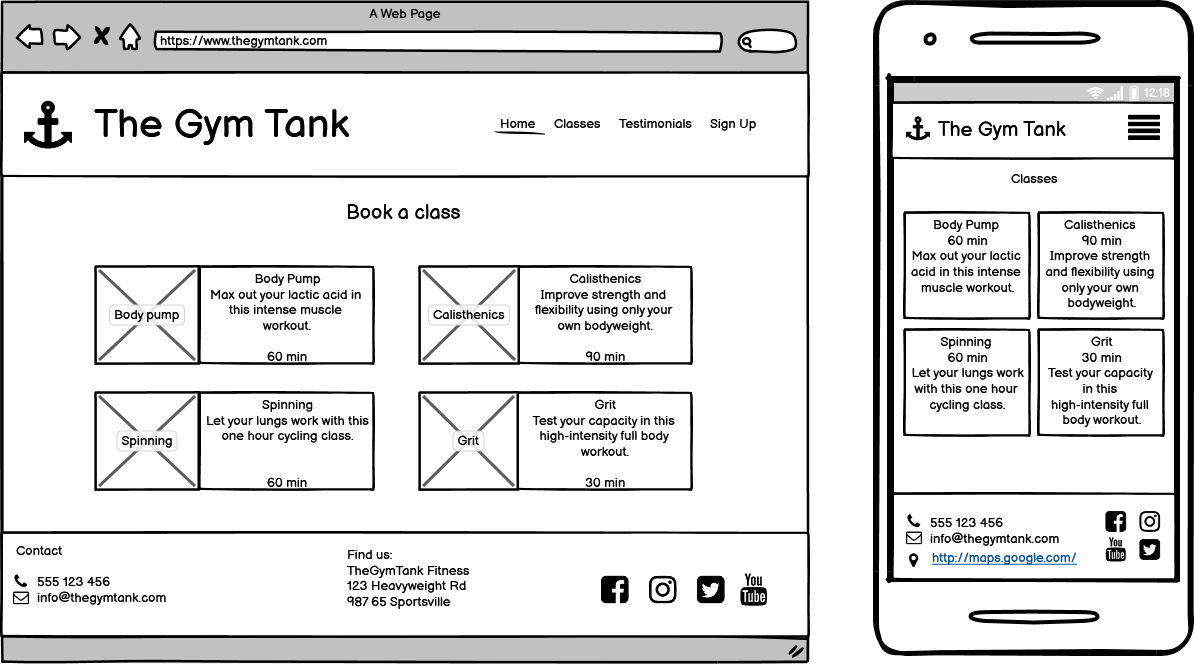 A Web Page
https://www.thegymtank.com
The Gym Tank
Home Classes Testimonials Sign Up
Book a class
Body pump
Body Pump
Max out your lactic acid in
this intense muscle
workout.
60 min
Calisthenics
Calisthenics
Improve strength and
flexibility using only your
own bodyweight.
90 min
Spinning
Spinning
Let your lungs work with this
one hour cycling class.
60 min
Grit
Grit
Test your capacity in this
high-intensity full body
workout.
30 min
Contact
555 123 456
info@thegymtank.com
Find us:
TheGymTank Fitness
123 Heavyweight Rd
987 65 Sportsville
You
Tube
12:18
The Gym Tank
Classes
Body Pump
60 min
Max out your lactic
acid in this intense
muscle workout.
Calisthenics
90 min
Improve strength
and flexibility using
only your own
bodyweight.
Spinning
60 min
Let your lungs work
with this one hour
cycling class.
Grit
30 min
Test your capacity
in this
high-intensity full
body workout.
555 123 456
info@thegymtank.com
http://maps.google.com/
You
Tube